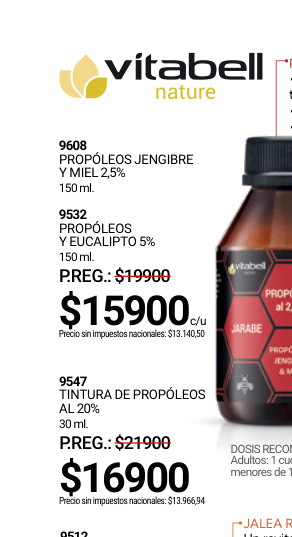 vitabell
nature
9608
PROPÓLEOS JENGIBRE
Y MIEL 2,5%
150 ml.
9532
PROPÓLEOS
Y EUCALIPTO 5%
150 ml.
P.REG.: $19900
$15900 c/u
Precio sin impuestos nacionales: $13.140,50
9547
TINTURA DE PROPÓLEOS
AL 20%
30 ml.
P.REG.: $21900
$16900
Precio sin impuestos nacionales: $13.966,94
vitabell
PROPÓ
al 2,
JARABE
PROPÓ
JENG
& M
DOSIS RECOM
Adultos: 1 cuc
menores de 1
JALEA R